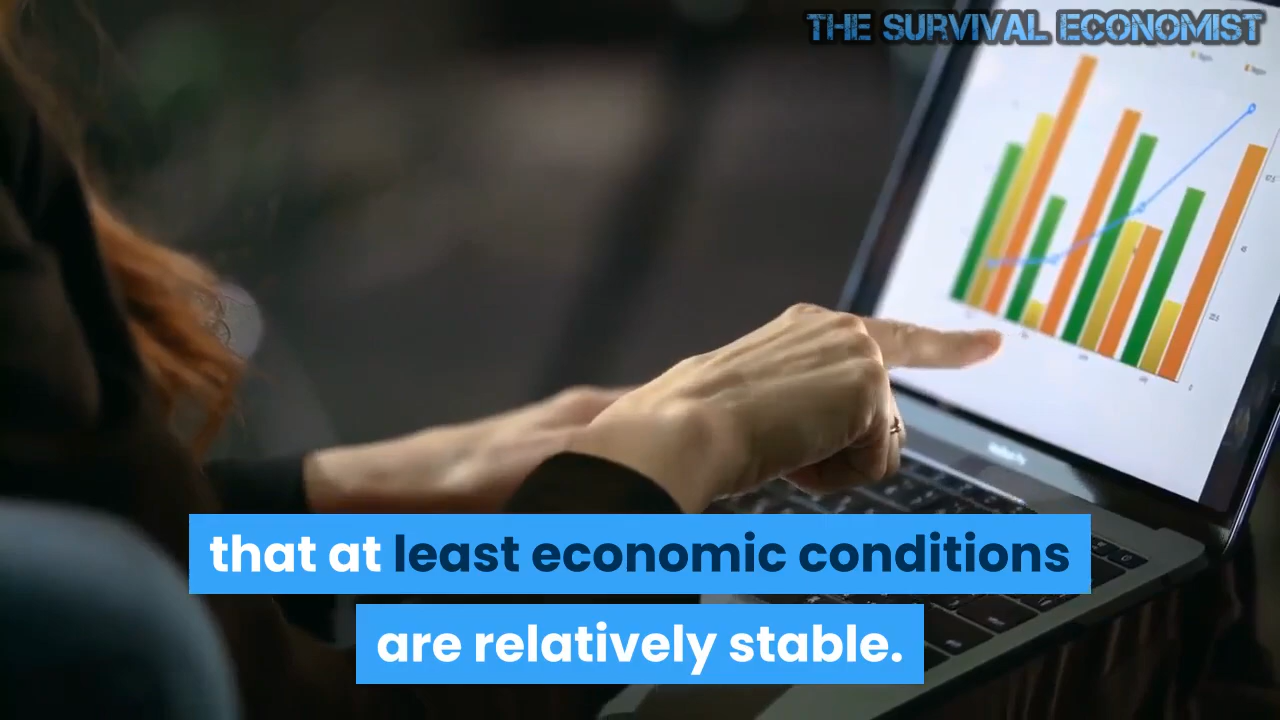 THE SURVIVAL ECONOMIST
that at least economic conditions
are relatively stable.